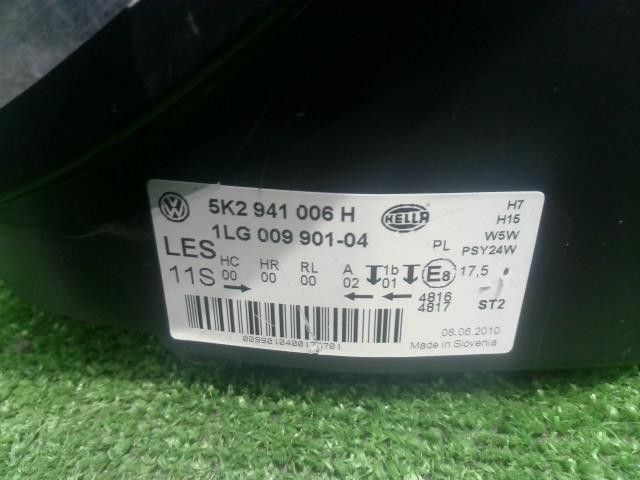 5K2 941 006 H
HELLA
1LG 009 901-04
H7
H15
W5W
PSY24W
PL
LES
11S
HC HR RL A 1b
00 00 00 02 01
E8
17,5
4816
4817
ST2
08.06.2010
Made in Slovenia